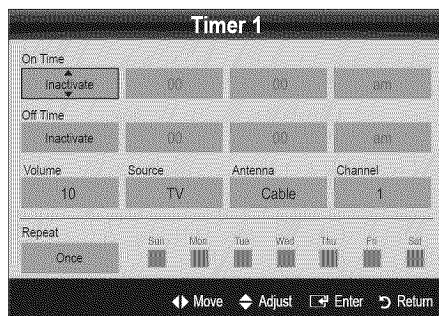 Timer 1
On Time
Inactivate 00 00 am
Off Time
Inactivate 00 00 am
Volume Source Antenna Channel
10 TV Cable 1
Repeat
Sun Mon Tue Wed Thu Fri Sat
Once
Move Adjust Enter Return